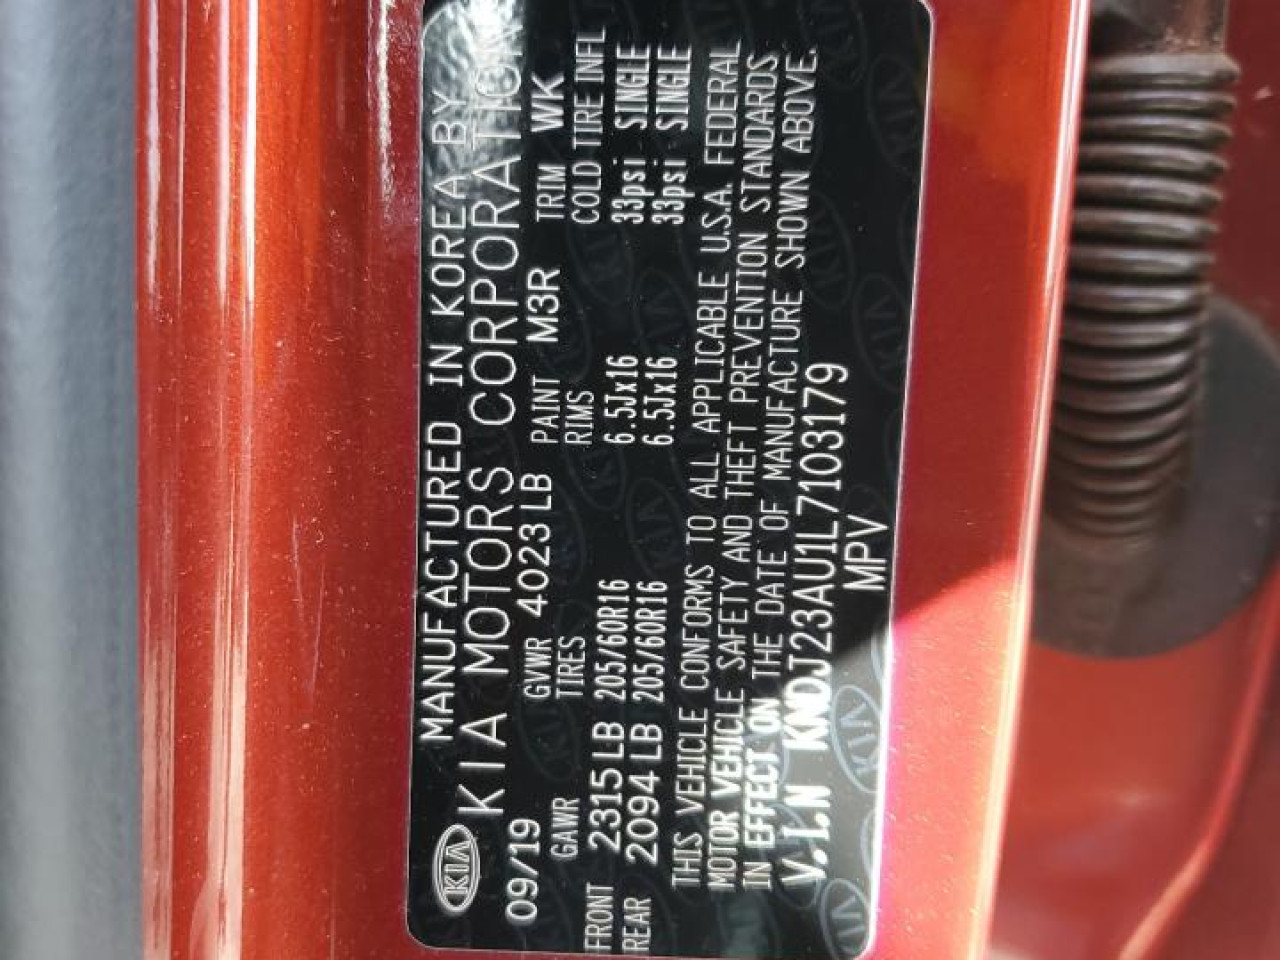 KIA MANUFACTURED IN KOREA BY
KIA MOTORS CORPORATION
09/19 GVWR 4023 LB PAINT M3R TRIM WK
GAWR TIRES RIMS COLD TIRE INFL
FRONT 2315 LB 205/60R16 6.5Jx16 33psi SINGLE
REAR 2094 LB 205/60R16 6.5Jx16 33psi SINGLE
THIS VEHICLE CONFORMS TO ALL APPLICABLE U.S.A. FEDERAL
MOTOR VEHICLE SAFETY AND THEFT PREVENTION STANDARDS
IN EFFECT ON THE DATE OF MANUFACTURE SHOWN ABOVE.
V.I.N KNDJ23AU1L7103179
MPV